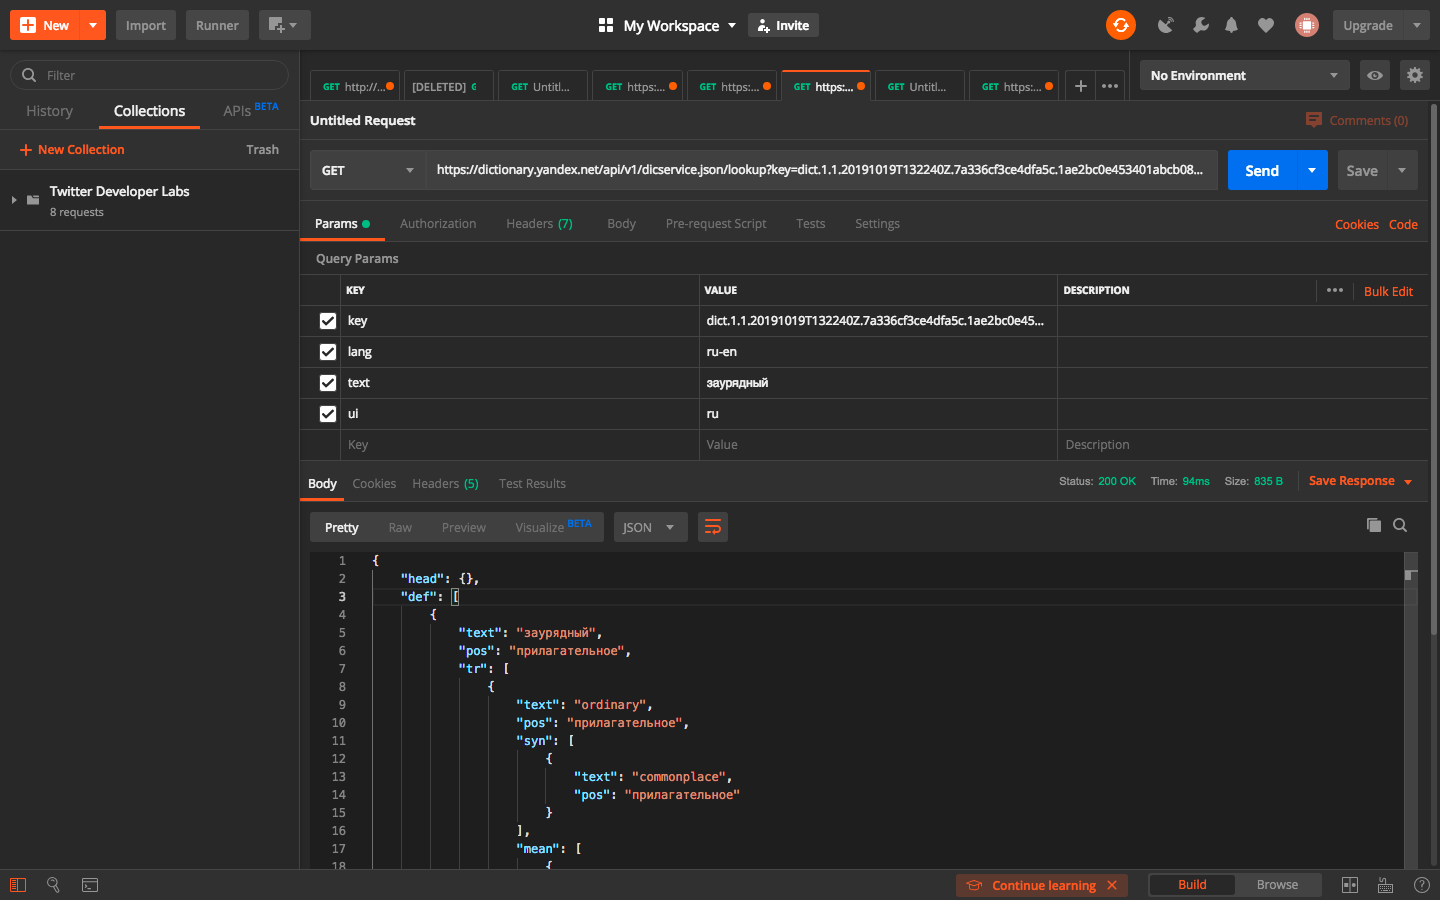 New
Import
Runner
My Workspace
Invite
Upgrade
Filter
History
Collections
APIs BETA
New Collection
Trash
Twitter Developer Labs
8 requests
GET http://...
[DELETED] G
GET Untitl...
GET https:...
GET https:...
GET https:...
GET Untitl...
GET https:...
No Environment
Untitled Request
Comments (0)
GET
https://dictionary.yandex.net/api/v1/dicservice.json/lookup?key=dict.1.1.20191019T132240Z.7a336cf3ce4dfa5c.1ae2bc0e453401abcb08...
Send
Save
Params
Authorization
Headers (7)
Body
Pre-request Script
Tests
Settings
Cookies
Code
Query Params
KEY
VALUE
DESCRIPTION
Bulk Edit
key
dict.1.1.20191019T132240Z.7a336cf3ce4dfa5c.1ae2bc0e45...
lang
ru-en
text
заурядный
ui
ru
Key
Value
Description
Body
Cookies
Headers (5)
Test Results
Status: 200 OK
Time: 94ms
Size: 835 B
Save Response
Pretty
Raw
Preview
Visualize BETA
JSON
1 {
2 "head": {},
3 "def": [
4 {
5 "text": "заурядный",
6 "pos": "прилагательное",
7 "tr": [
8 {
9 "text": "ordinary",
10 "pos": "прилагательное",
11 "syn": [
12 {
13 "text": "commonplace",
14 "pos": "прилагательное"
15 }
16 ],
17 "mean": [
18 {
Continue learning
Build
Browse